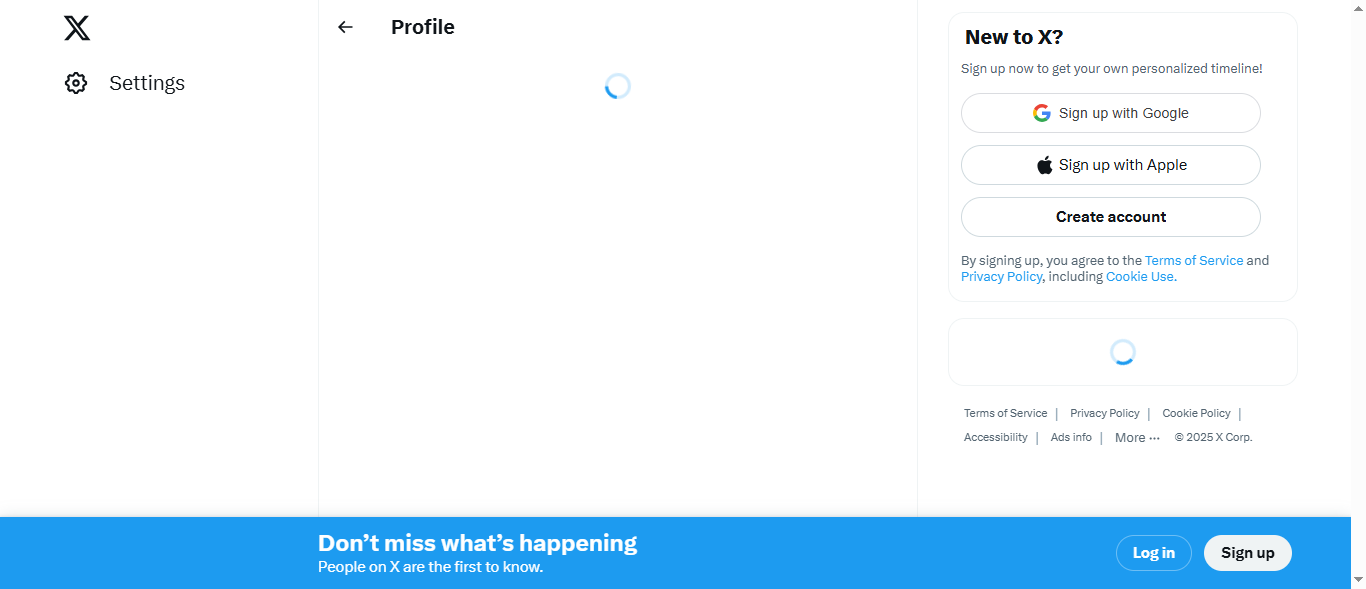 Settings
Profile
New to X?
Sign up now to get your own personalized timeline!
Sign up with Google
Sign up with Apple
Create account
By signing up, you agree to the Terms of Service and
Privacy Policy, including Cookie Use.
Terms of Service | Privacy Policy | Cookie Policy |
Accessibility | Ads info | More ··· © 2025 X Corp.
Don’t miss what’s happening
People on X are the first to know.
Log in
Sign up